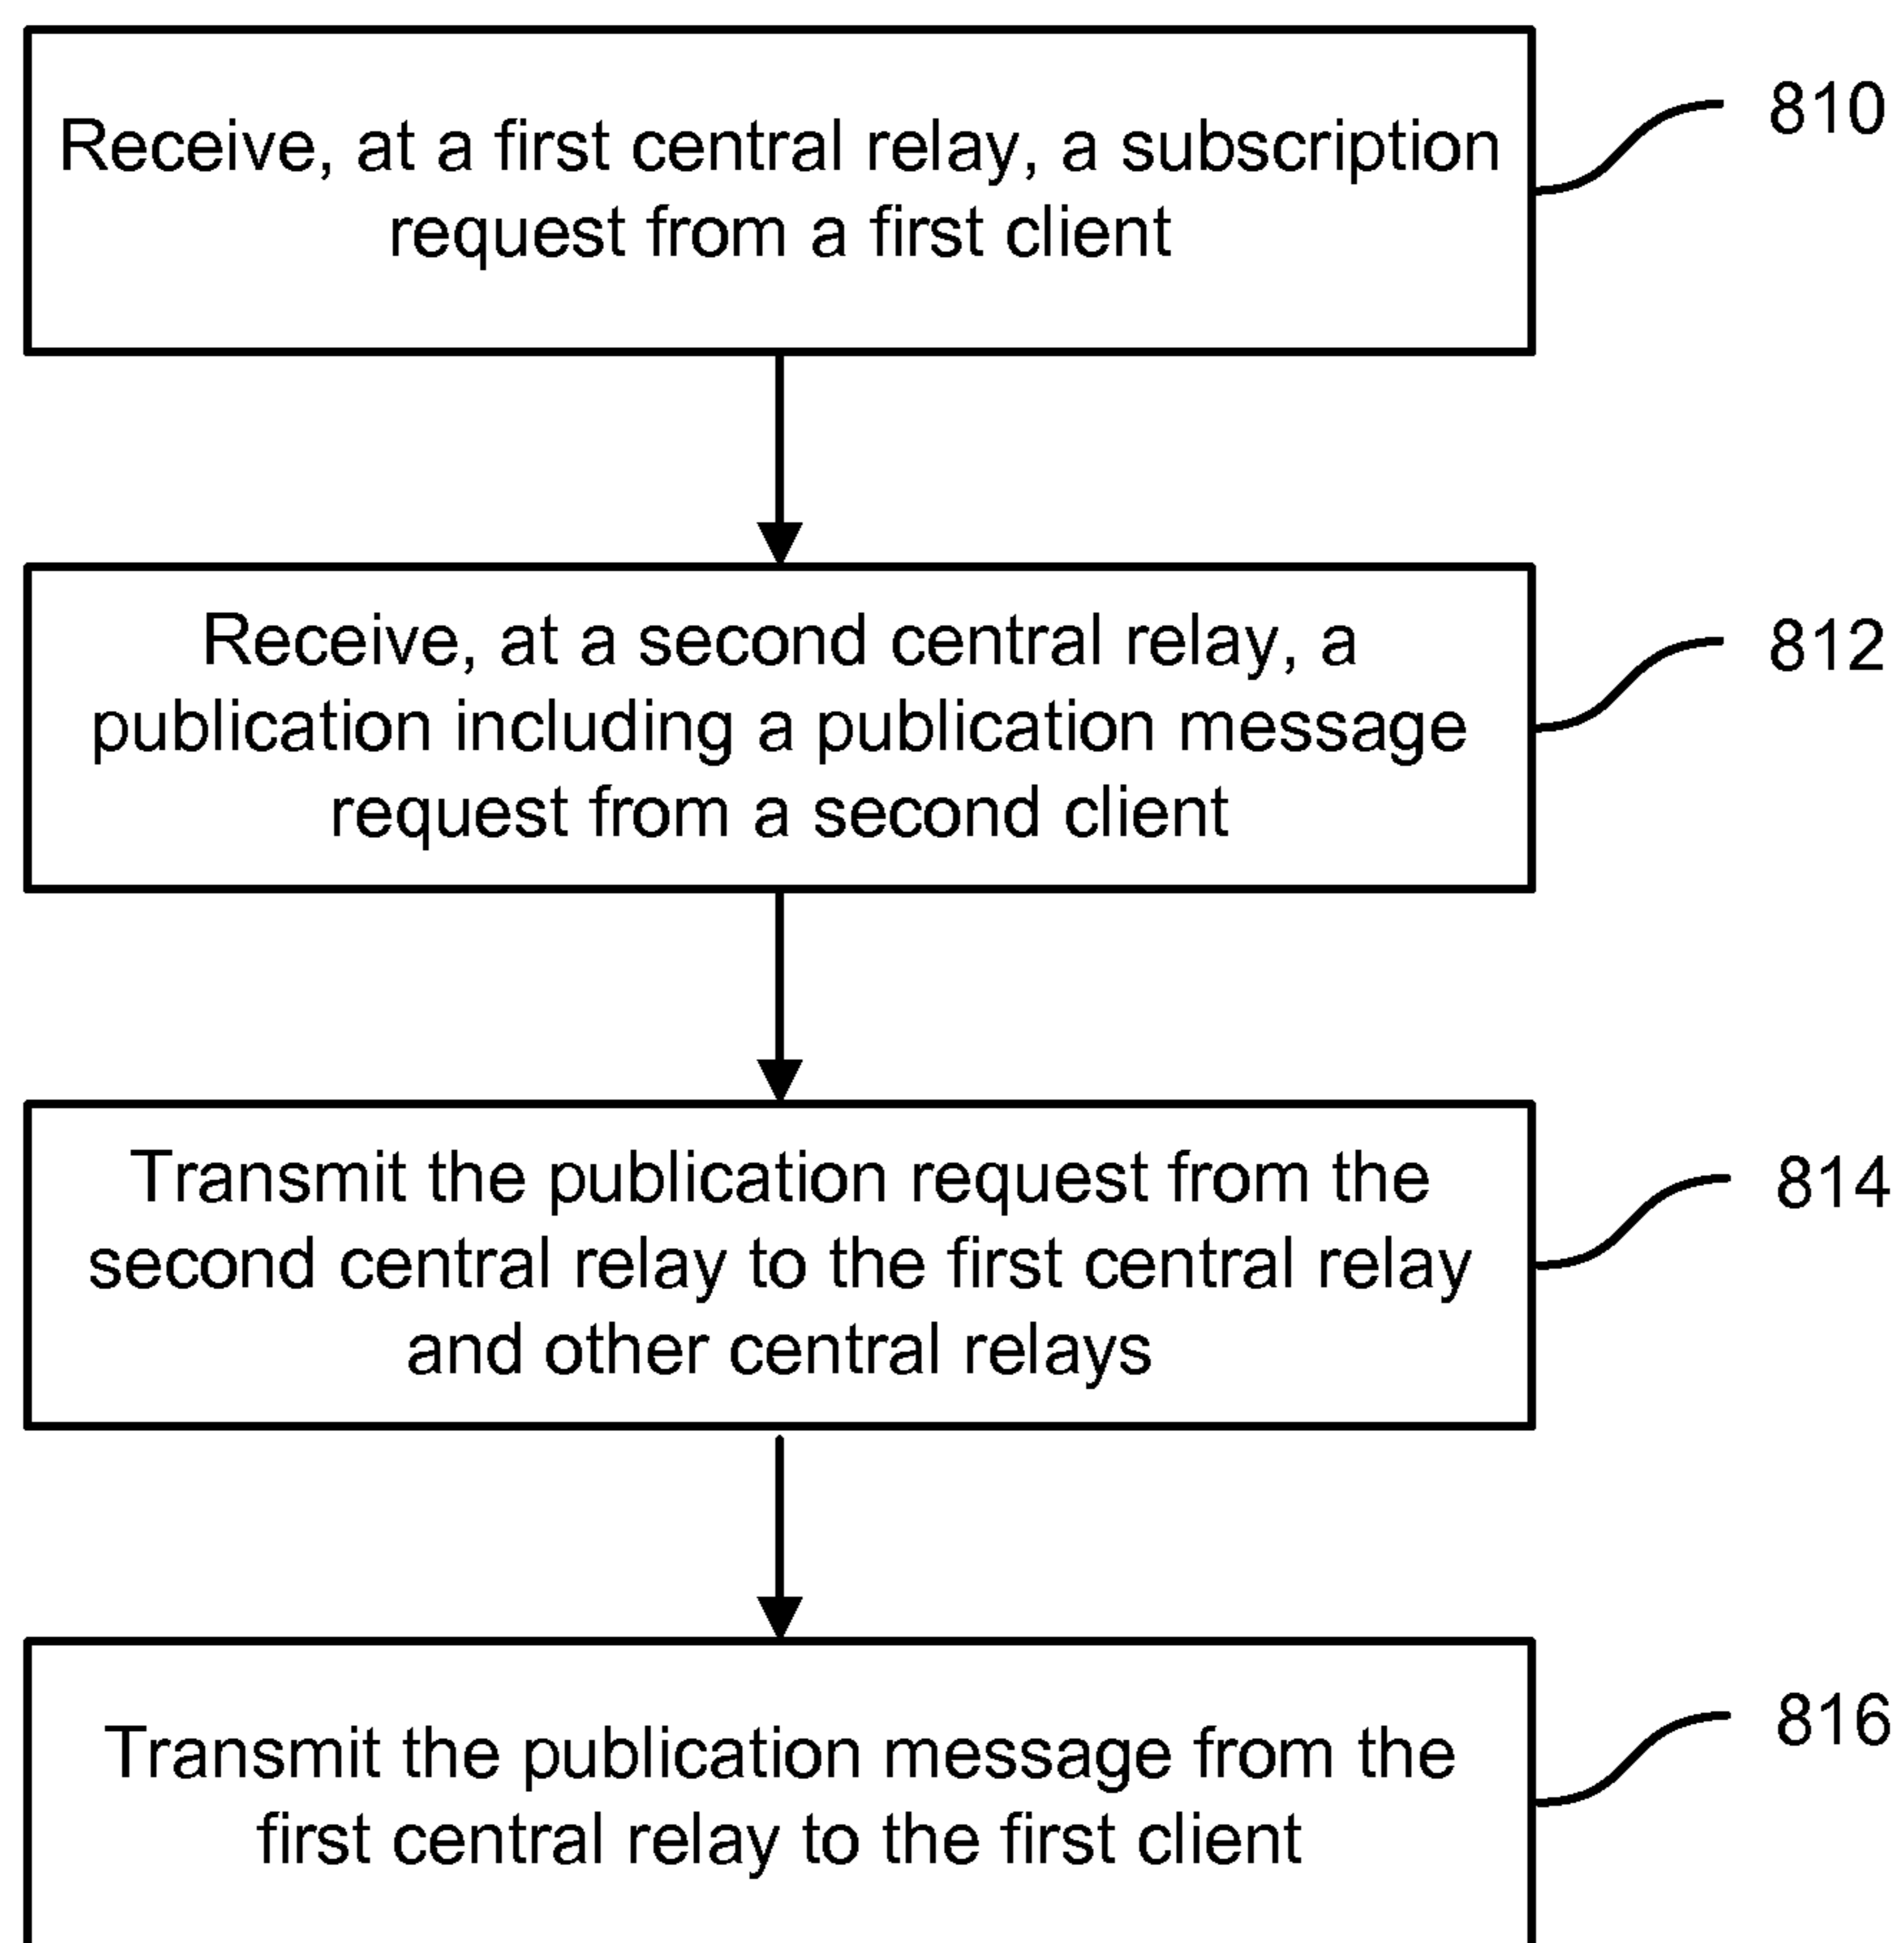 Receive, at a first central relay, a subscription
request from a first client
810
Receive, at a second central relay, a
publication including a publication message
request from a second client
812
Transmit the publication request from the
second central relay to the first central relay
and other central relays
814
Transmit the publication message from the
first central relay to the first client
816